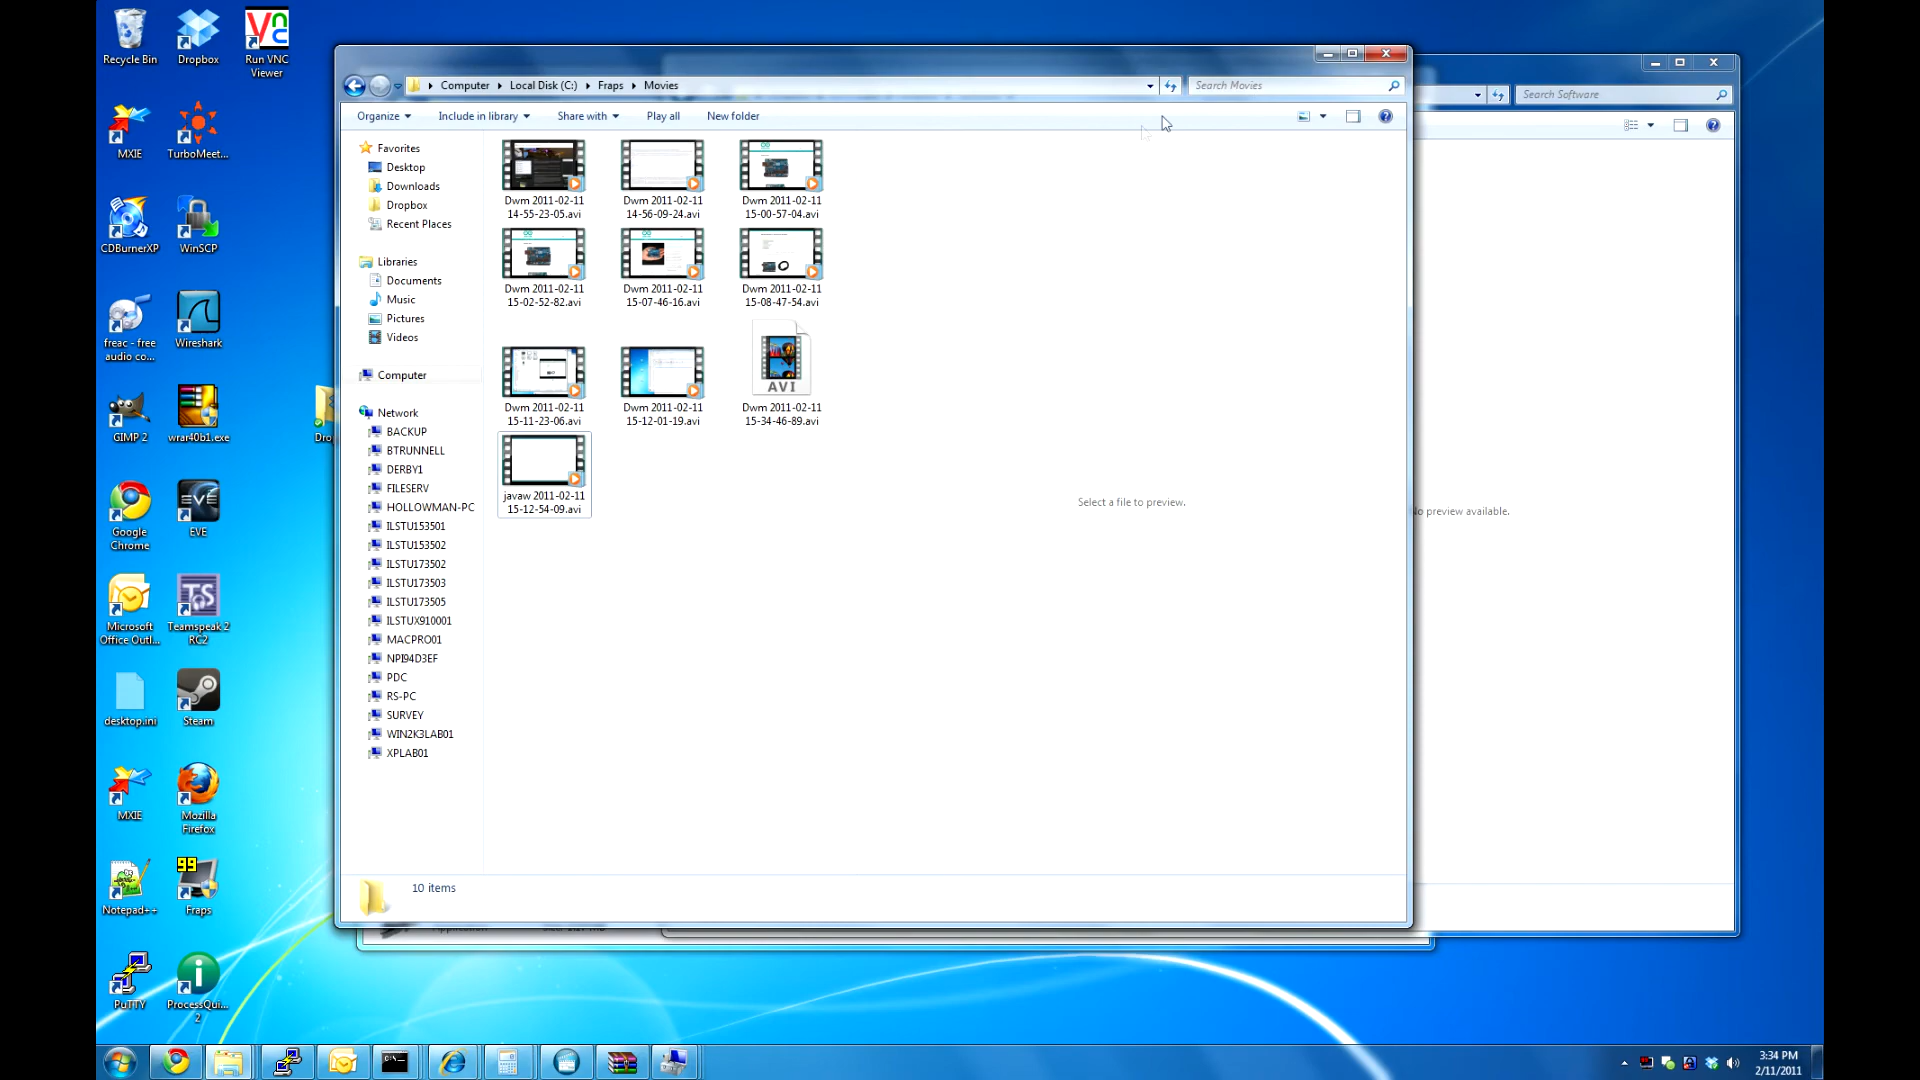 Recycle Bin
Dropbox
Run VNC
Viewer
MXIE
TurboMeet...
CDBurnerXP
WinSCP
freac - free
audio co...
Wireshark
GIMP 2
wrar40b1.exe
Google
Chrome
EVE
Microsoft
Office Outl...
Teamspeak 2
RC2
desktop.ini
Steam
MXIE
Mozilla
Firefox
Notepad++
99
Fraps
PuTTY
ProcessQui...
2
Computer
Local Disk (C:)
Fraps
Movies
Search Movies
Organize
Include in library
Share with
Play all
New folder
Favorites
Desktop
Downloads
Dropbox
Recent Places
Libraries
Documents
Music
Pictures
Videos
Computer
Network
BACKUP
BTRUNNELL
DERBY1
FILESERV
HOLLOWMAN-PC
ILSTU153501
ILSTU153502
ILSTU173502
ILSTU173503
ILSTU173505
ILSTUX910001
MACPRO01
NPI94D3EF
PDC
RS-PC
SURVEY
WIN2K3LAB01
XPLAB01
Dwm 2011-02-11
14-55-23-05.avi
Dwm 2011-02-11
14-56-09-24.avi
Dwm 2011-02-11
15-00-57-04.avi
Dwm 2011-02-11
15-02-52-82.avi
Dwm 2011-02-11
15-07-46-16.avi
Dwm 2011-02-11
15-08-47-54.avi
Dwm 2011-02-11
15-11-23-06.avi
Dwm 2011-02-11
15-12-01-19.avi
AVI
Dwm 2011-02-11
15-34-46-89.avi
javaw 2011-02-11
15-12-54-09.avi
Select a file to preview.
10 items
Search Software
No preview available.
Application
3:34 PM
2/11/2011